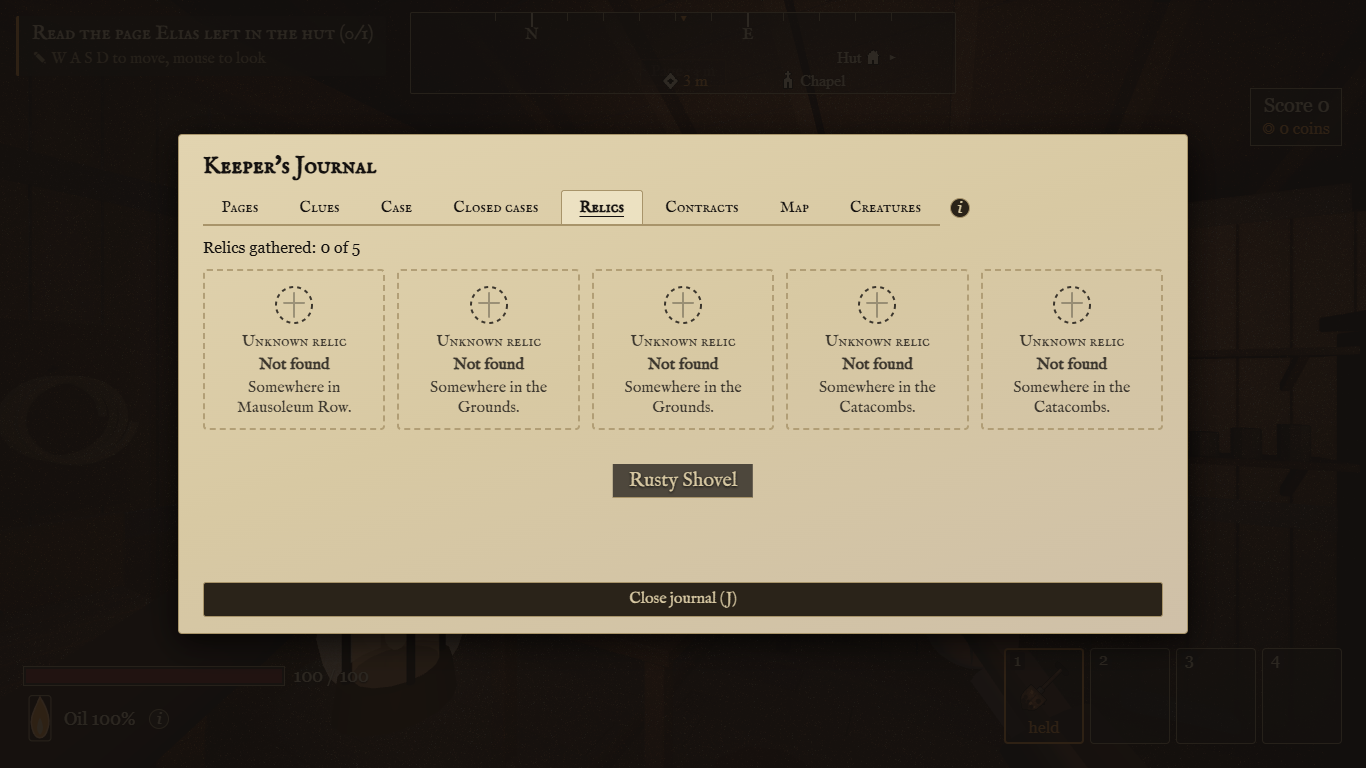 Read the page Elias left in the hut (0/1)
W A S D to move, mouse to look
N
E
Hut
3 m
Chapel
Score 0
0 coins
Keeper's Journal
Pages
Clues
Case
Closed cases
Relics
Contracts
Map
Creatures
i
Relics gathered: 0 of 5
Unknown relic
Not found
Somewhere in
Mausoleum Row.
Unknown relic
Not found
Somewhere in the
Grounds.
Unknown relic
Not found
Somewhere in the
Grounds.
Unknown relic
Not found
Somewhere in the
Catacombs.
Unknown relic
Not found
Somewhere in the
Catacombs.
Rusty Shovel
Close journal (J)
100 / 100
Oil 100%
i
1
held
2
3
4